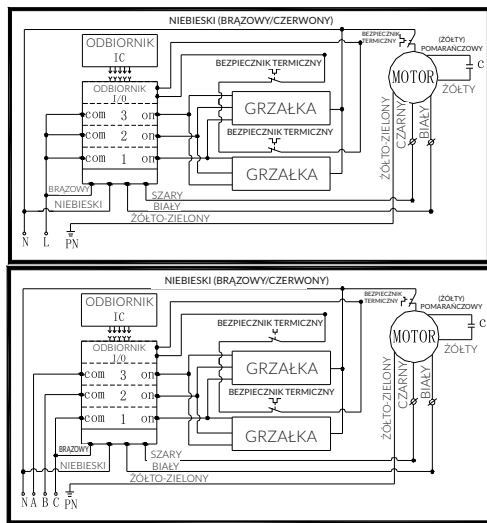 NIEBIESKI (BRĄZOWY/CZERWONY)
ODBIORNIK
IC
BEZPIECZNIK
TERMICZNY
(ŻÓŁTY)
POMARAŃCZOWY
BEZPIECZNIK TERMICZNY
MOTOR
C
ŻÓŁTY
ODBIORNIK
I/O
com 3 on
GRZAŁKA
com 2 on
BEZPIECZNIK TERMICZNY
com 1 on
GRZAŁKA
ŻÓŁTO-ZIELONY
CZARNY
BIAŁY
BRĄZOWY
SZARY
NIEBIESKI
BIAŁY
ŻÓŁTO-ZIELONY
N L PN
NIEBIESKI (BRĄZOWY/CZERWONY)
ODBIORNIK
IC
BEZPIECZNIK
TERMICZNY
(ŻÓŁTY)
POMARAŃCZOWY
BEZPIECZNIK TERMICZNY
MOTOR
C
ŻÓŁTY
ODBIORNIK
I/O
com 3 on
GRZAŁKA
com 2 on
BEZPIECZNIK TERMICZNY
com 1 on
GRZAŁKA
ŻÓŁTO-ZIELONY
CZARNY
BIAŁY
BRĄZOWY
SZARY
NIEBIESKI
BIAŁY
ŻÓŁTO-ZIELONY
N A B C PN